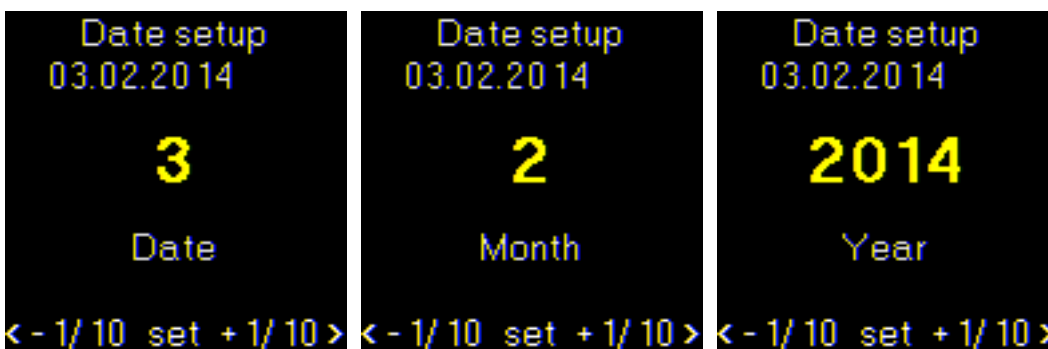 Date setup
03.02.2014
3
Date
< - 1/10 set + 1/10 >
Date setup
03.02.2014
2
Month
< - 1/10 set + 1/10 >
Date setup
03.02.2014
2014
Year
< - 1/10 set + 1/10 >